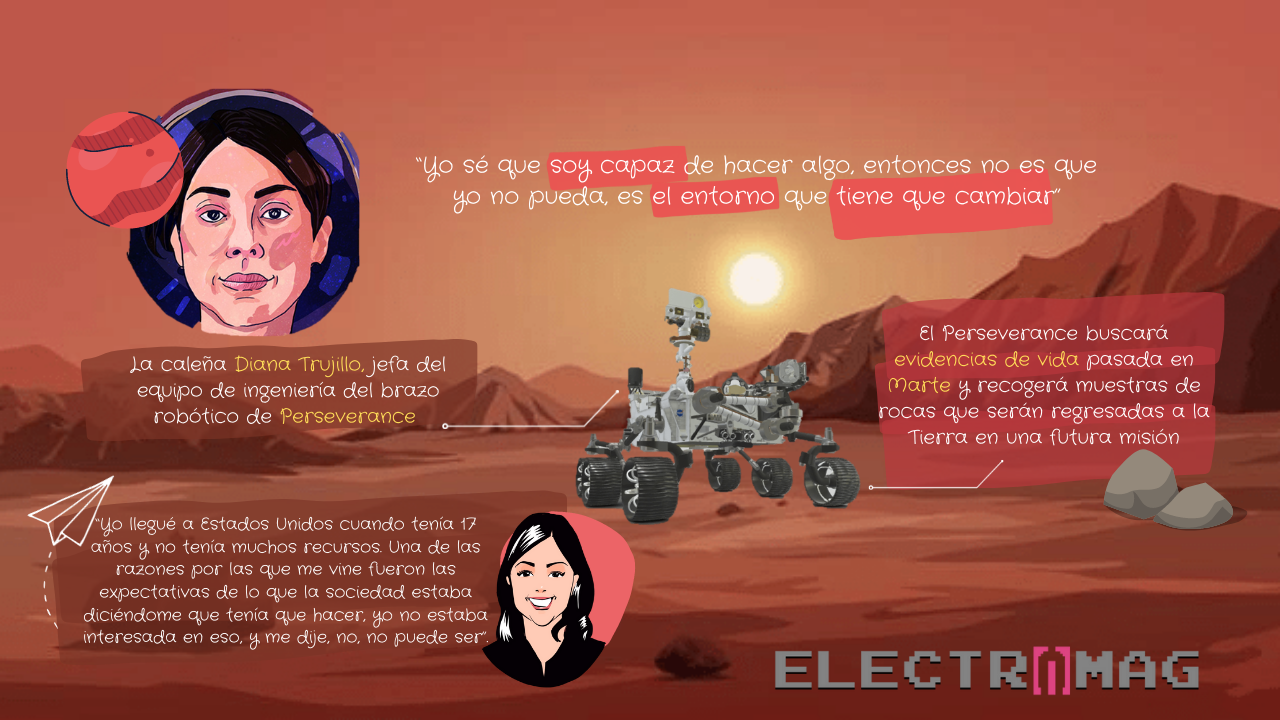 “Yo sé que soy capaz de hacer algo, entonces no es que
yo no pueda, es el entorno que tiene que cambiar”
La caleña Diana Trujillo, jefa del
equipo de ingeniería del brazo
robótico de Perseverance
El Perseverance buscará
evidencias de vida pasada en
Marte y recogerá muestras de
rocas que serán regresadas a la
Tierra en una futura misión
“Yo llegué a Estados Unidos cuando tenía 17
años y no tenía muchos recursos. Una de las
razones por las que me vine fueron las
expectativas de lo que la sociedad estaba
diciéndome que tenía que hacer, yo no estaba
interesada en eso, y me dije, no, no puede ser”.
ELECTR[]MAG